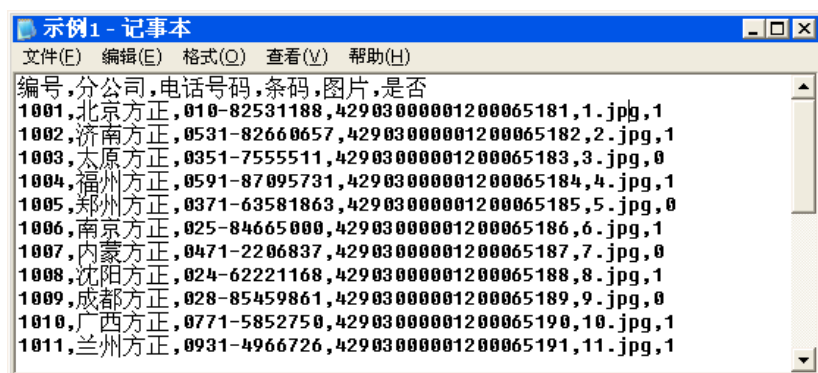 示例1 - 记事本
文件(F) 编辑(E) 格式(O) 查看(V) 帮助(H)
编号,分公司,电话号码,条码,图片,是否
1001,北京方正,010-82531188,42903000001200065181,1.jpg,1
1002,济南方正,0531-82660657,42903000001200065182,2.jpg,1
1003,太原方正,0351-7555511,42903000001200065183,3.jpg,0
1004,福州方正,0591-87095731,42903000001200065184,4.jpg,1
1005,郑州方正,0371-63581863,42903000001200065185,5.jpg,0
1006,南京方正,025-84665000,42903000001200065186,6.jpg,1
1007,内蒙方正,0471-2206837,42903000001200065187,7.jpg,0
1008,沈阳方正,024-62221168,42903000001200065188,8.jpg,1
1009,成都方正,028-85459861,42903000001200065189,9.jpg,0
1010,广西方正,0771-5852750,42903000001200065190,10.jpg,1
1011,兰州方正,0931-4966726,42903000001200065191,11.jpg,1